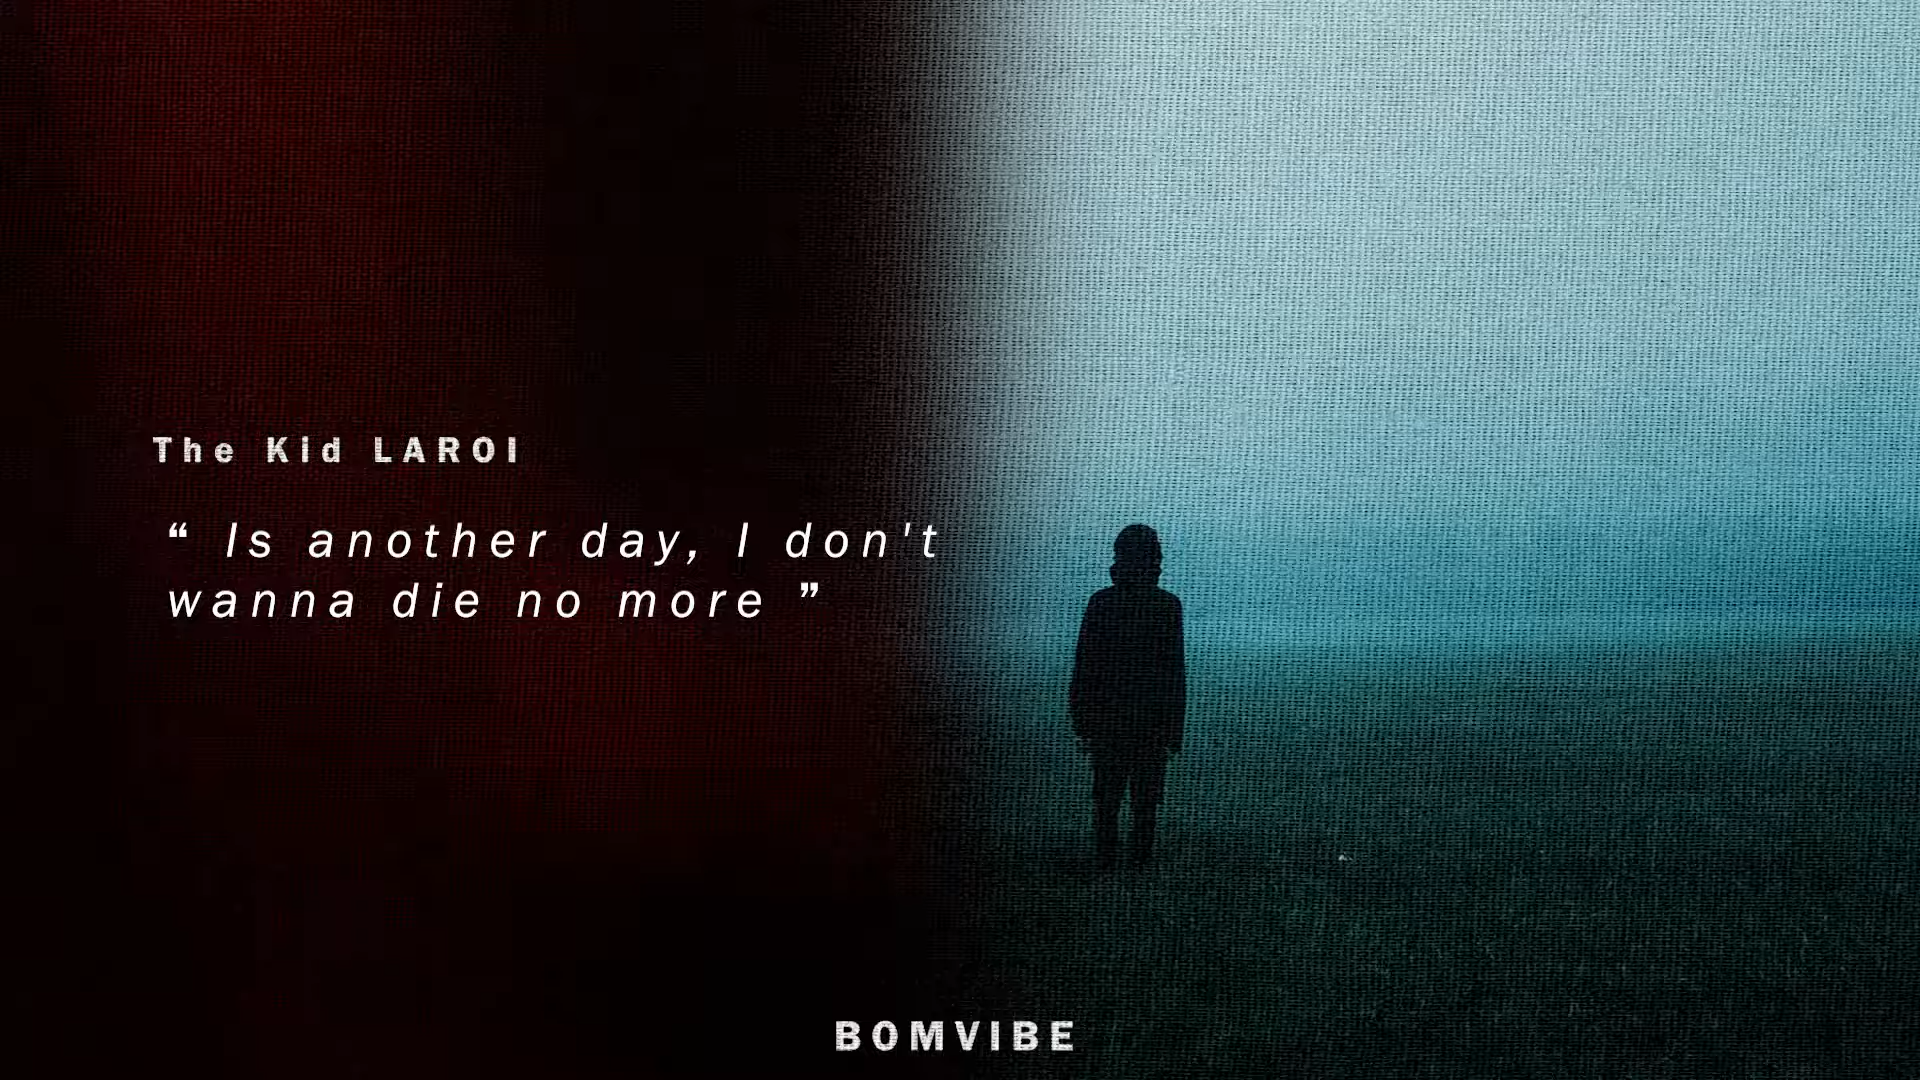 The Kid LAROI
❝ Is another day, I don't
wanna die no more ❞
BOMVIBE